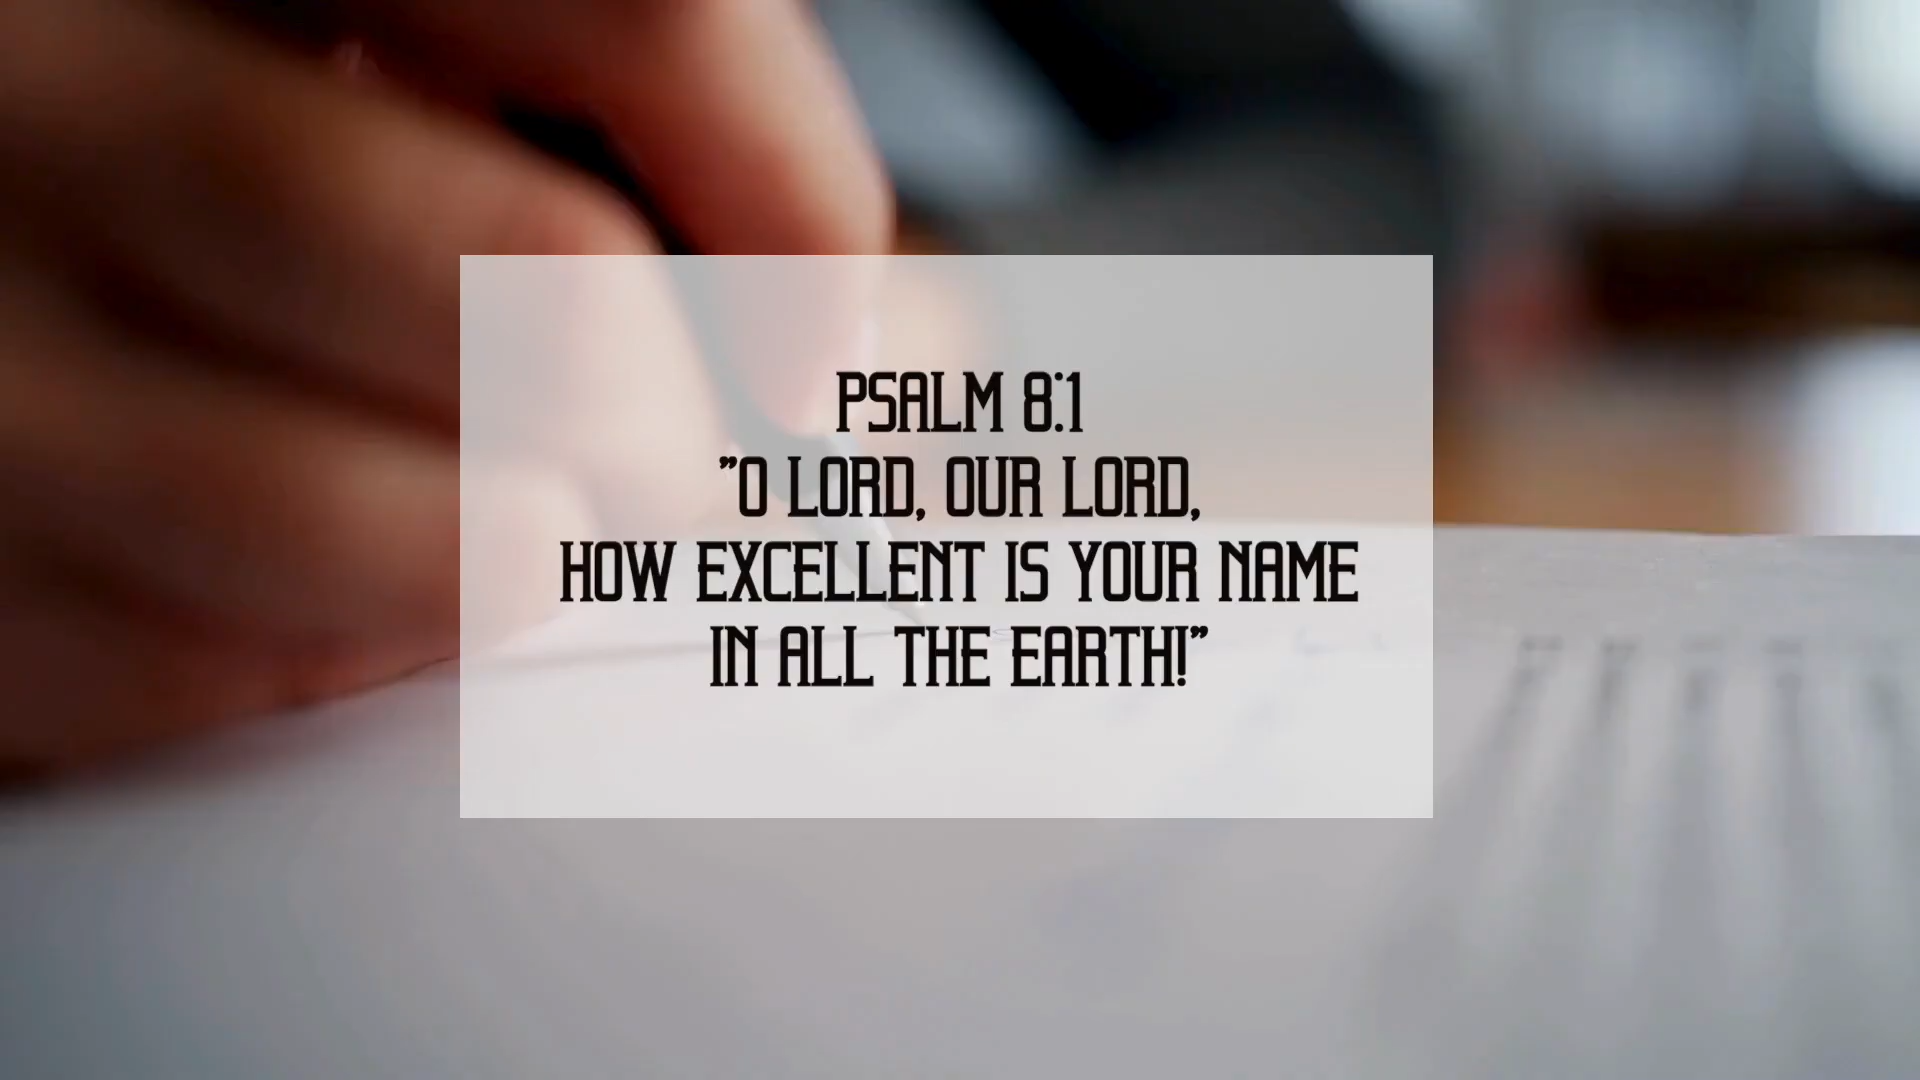 PSALM 8:1
"O LORD, OUR LORD,
HOW EXCELLENT IS YOUR NAME
IN ALL THE EARTH!"